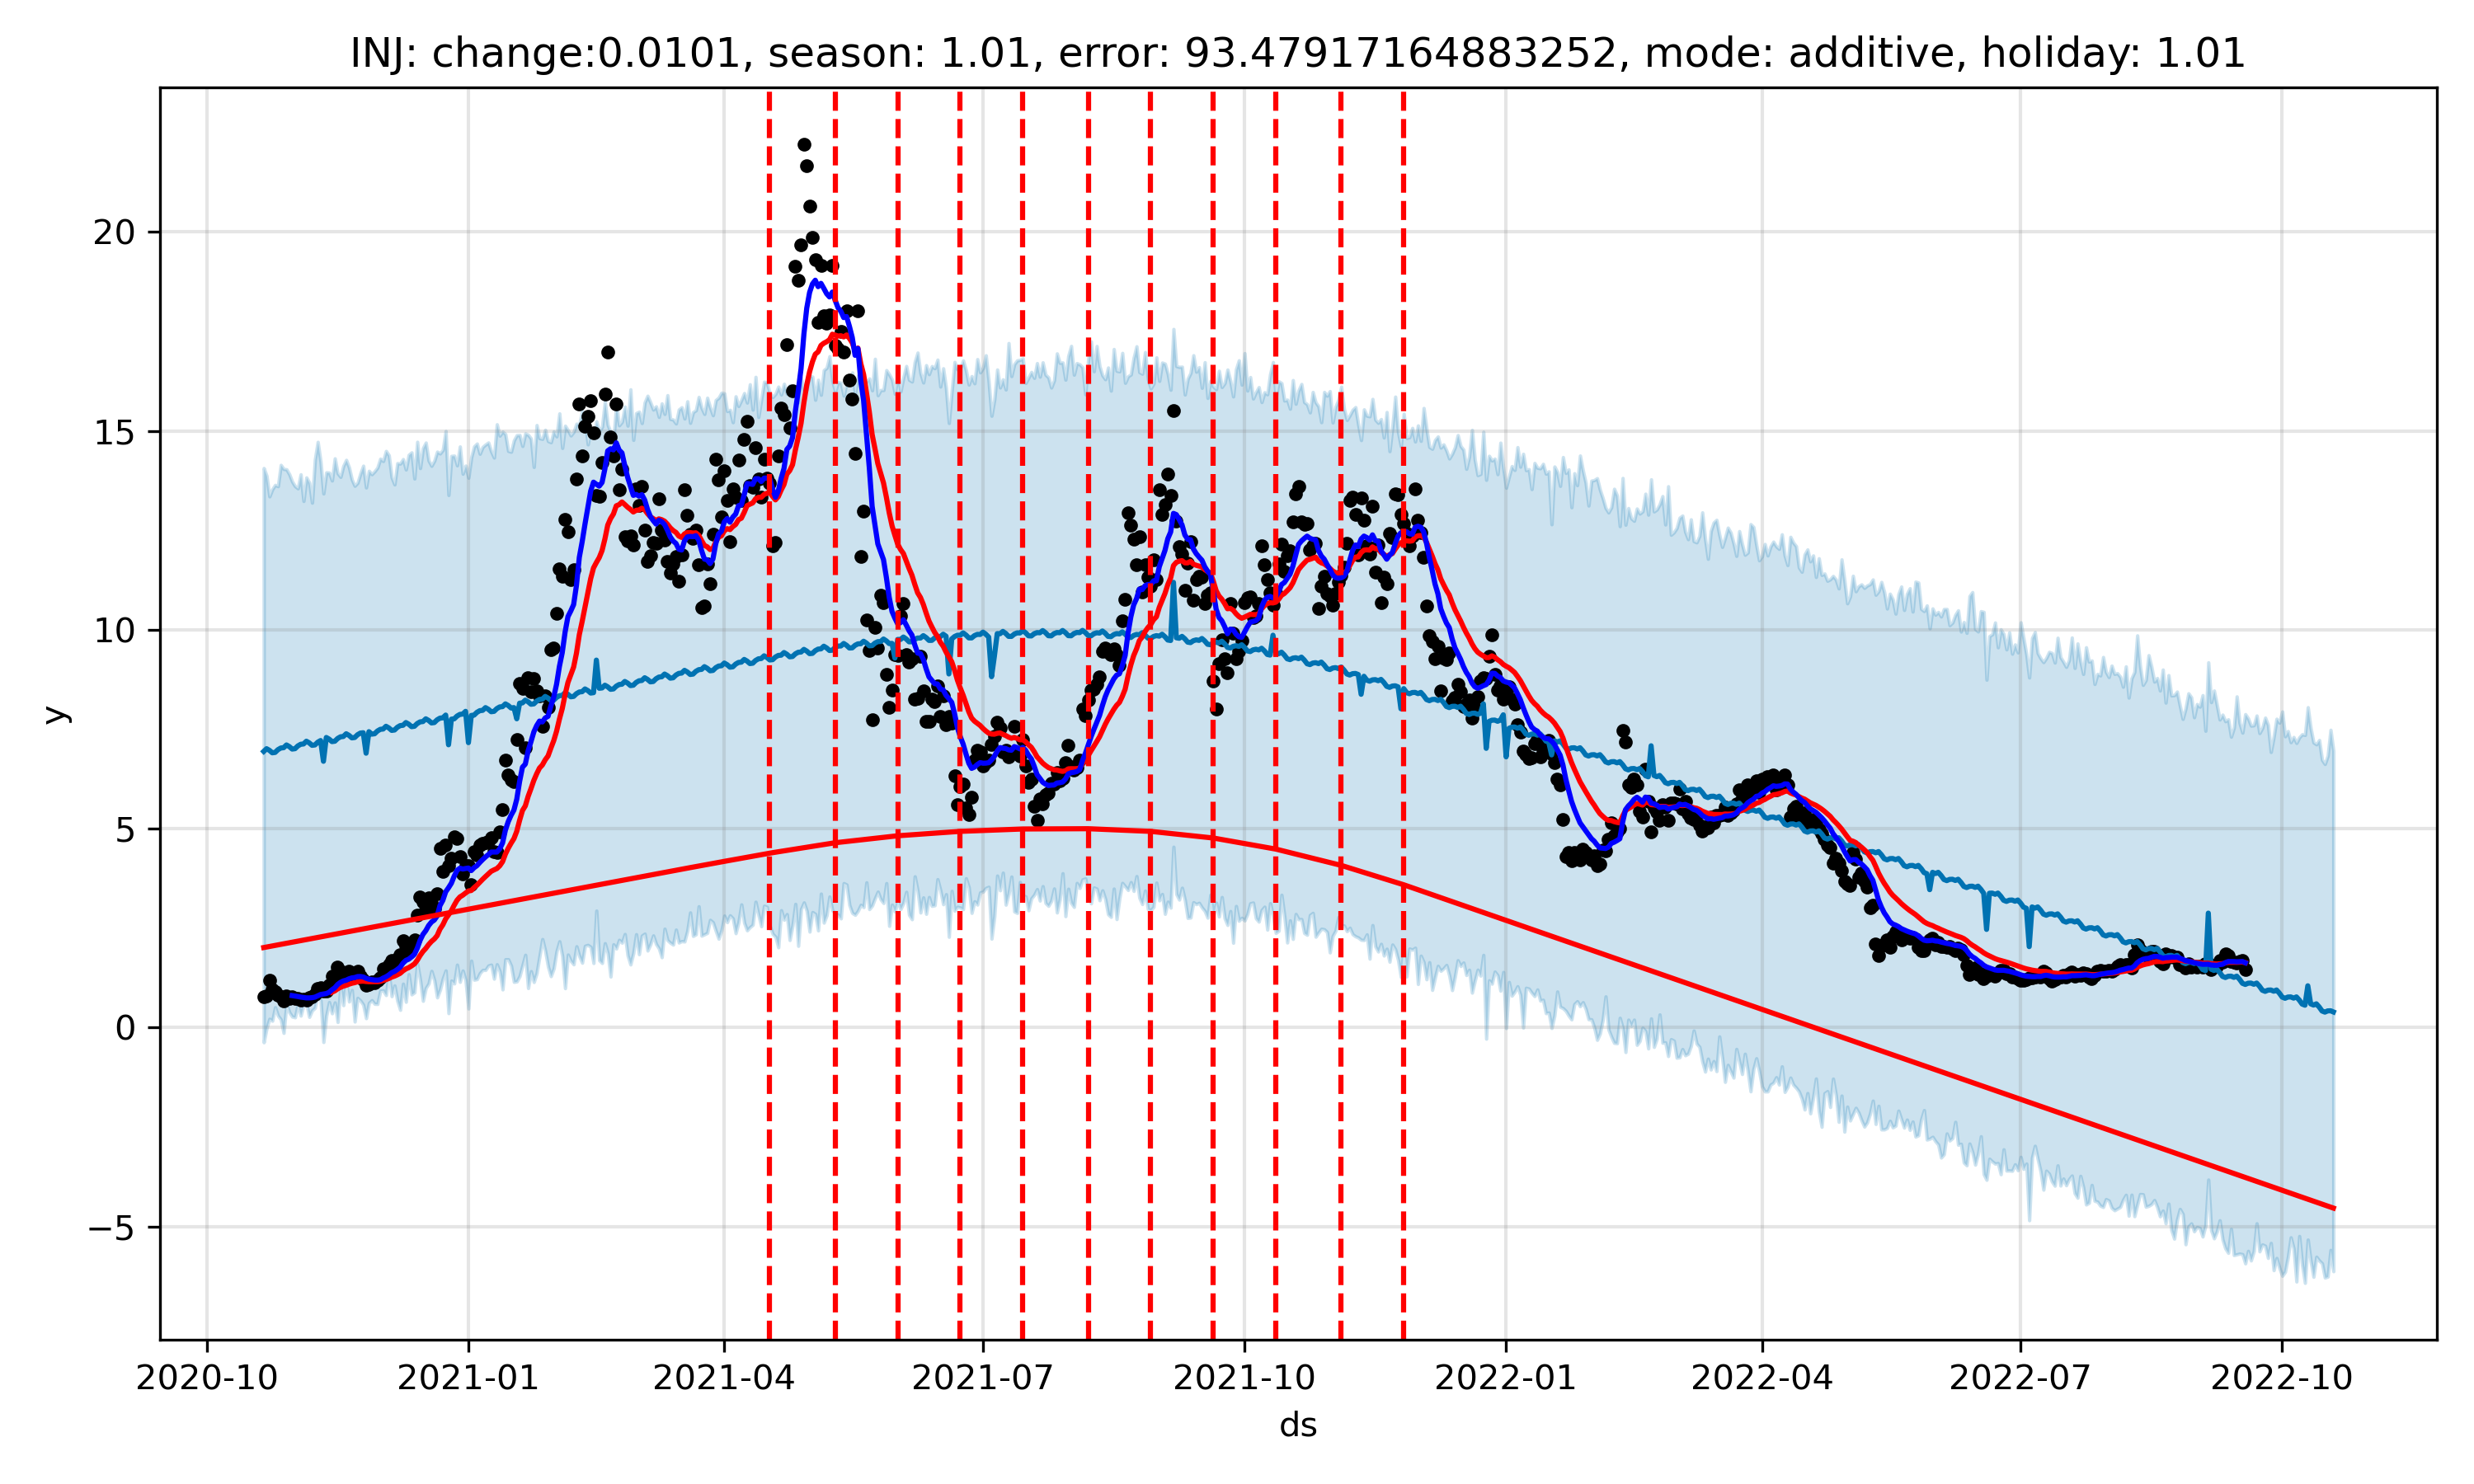 INJ: change:0.0101, season: 1.01, error: 93.47917164883252, mode: additive, holiday: 1.01
y
20
15
10
5
0
−5
2020-10 2021-01 2021-04 2021-07 2021-10 2022-01 2022-04 2022-07 2022-10
ds